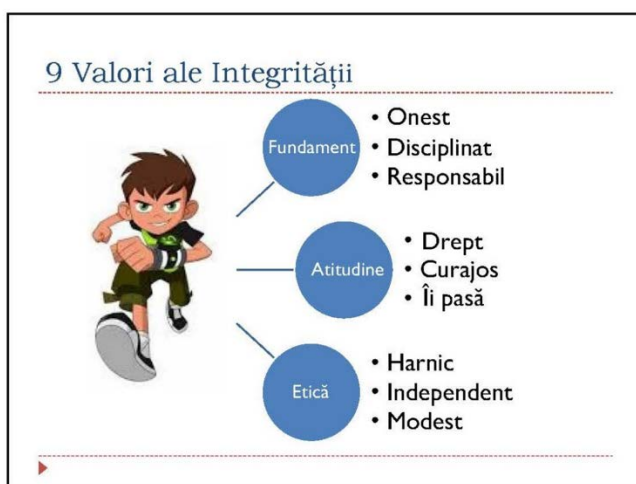 9 Valori ale Integrității
Fundament
• Onest
• Disciplinat
• Responsabil
Atitudine
• Drept
• Curajos
• Îi pasă
Etică
• Harnic
• Independent
• Modest